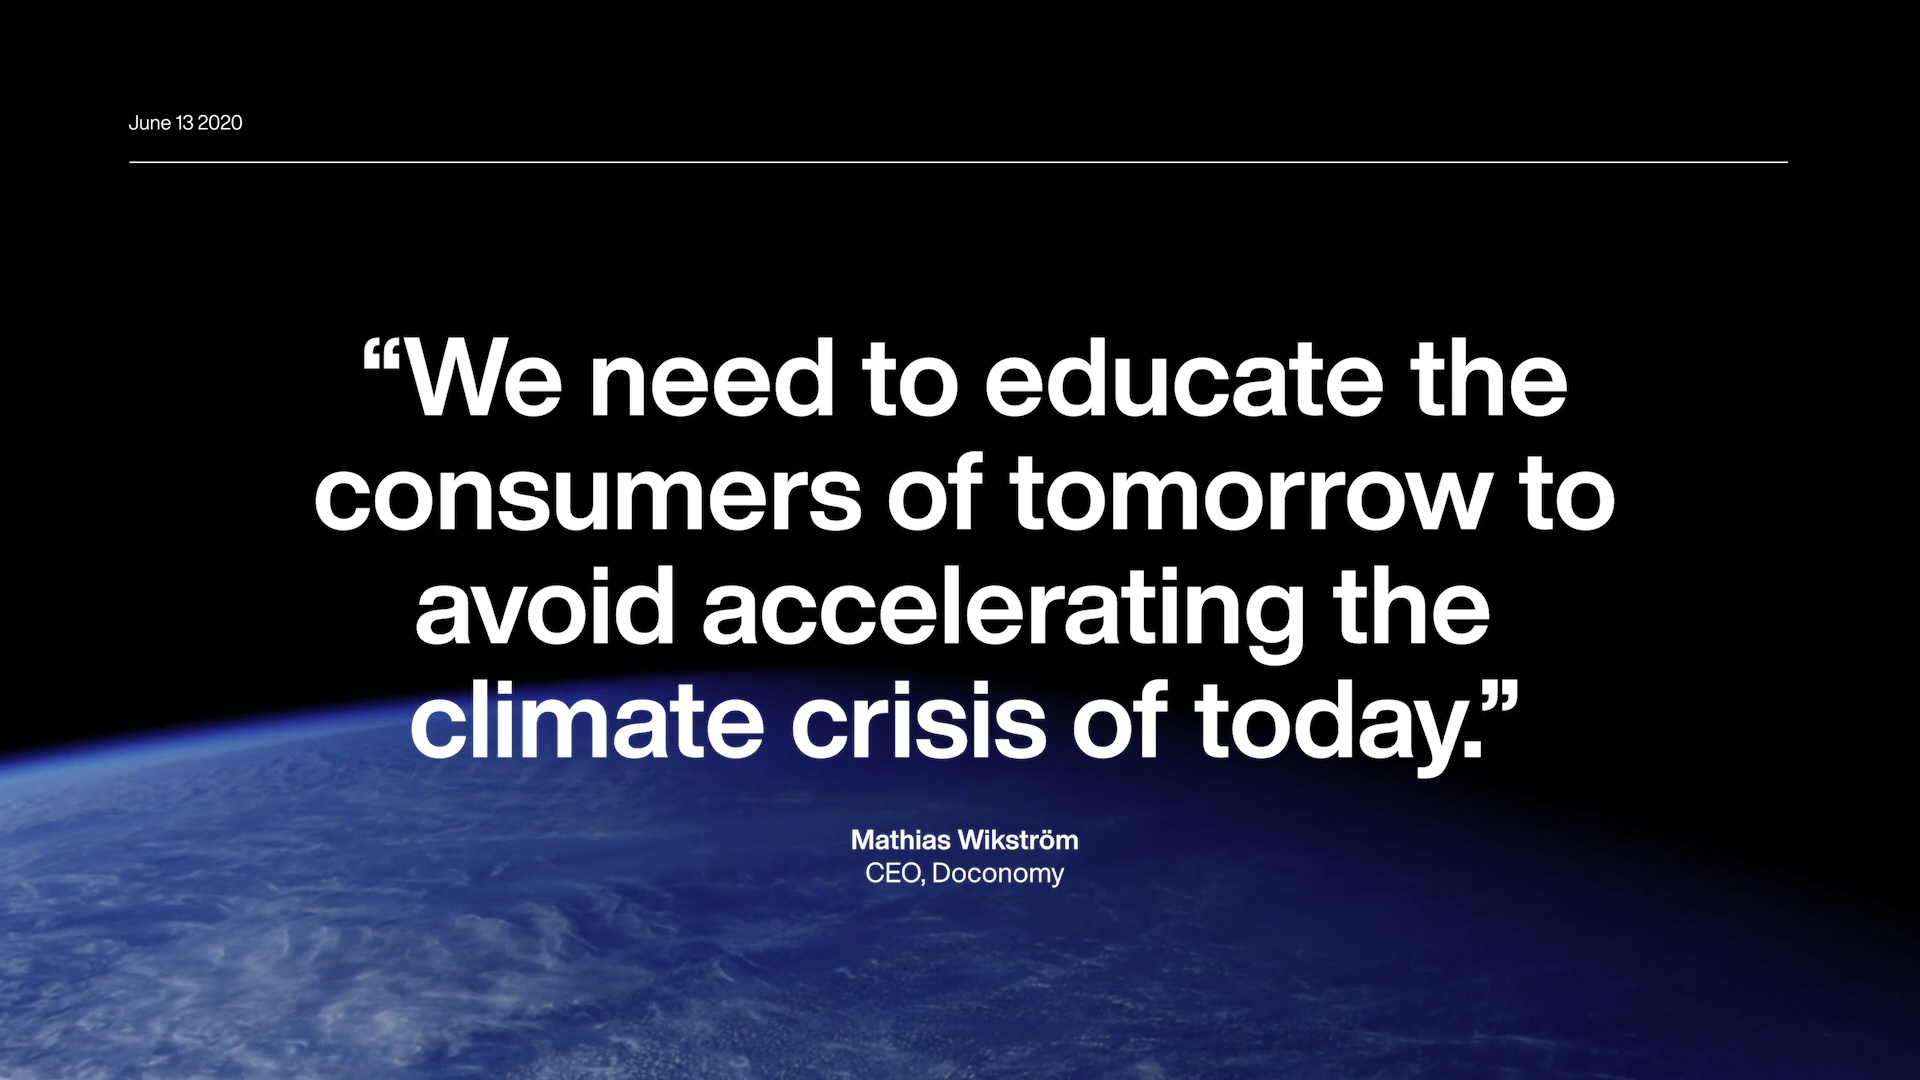 June 13 2020
“We need to educate the
consumers of tomorrow to
avoid accelerating the
climate crisis of today.”
Mathias Wikström
CEO, Doconomy